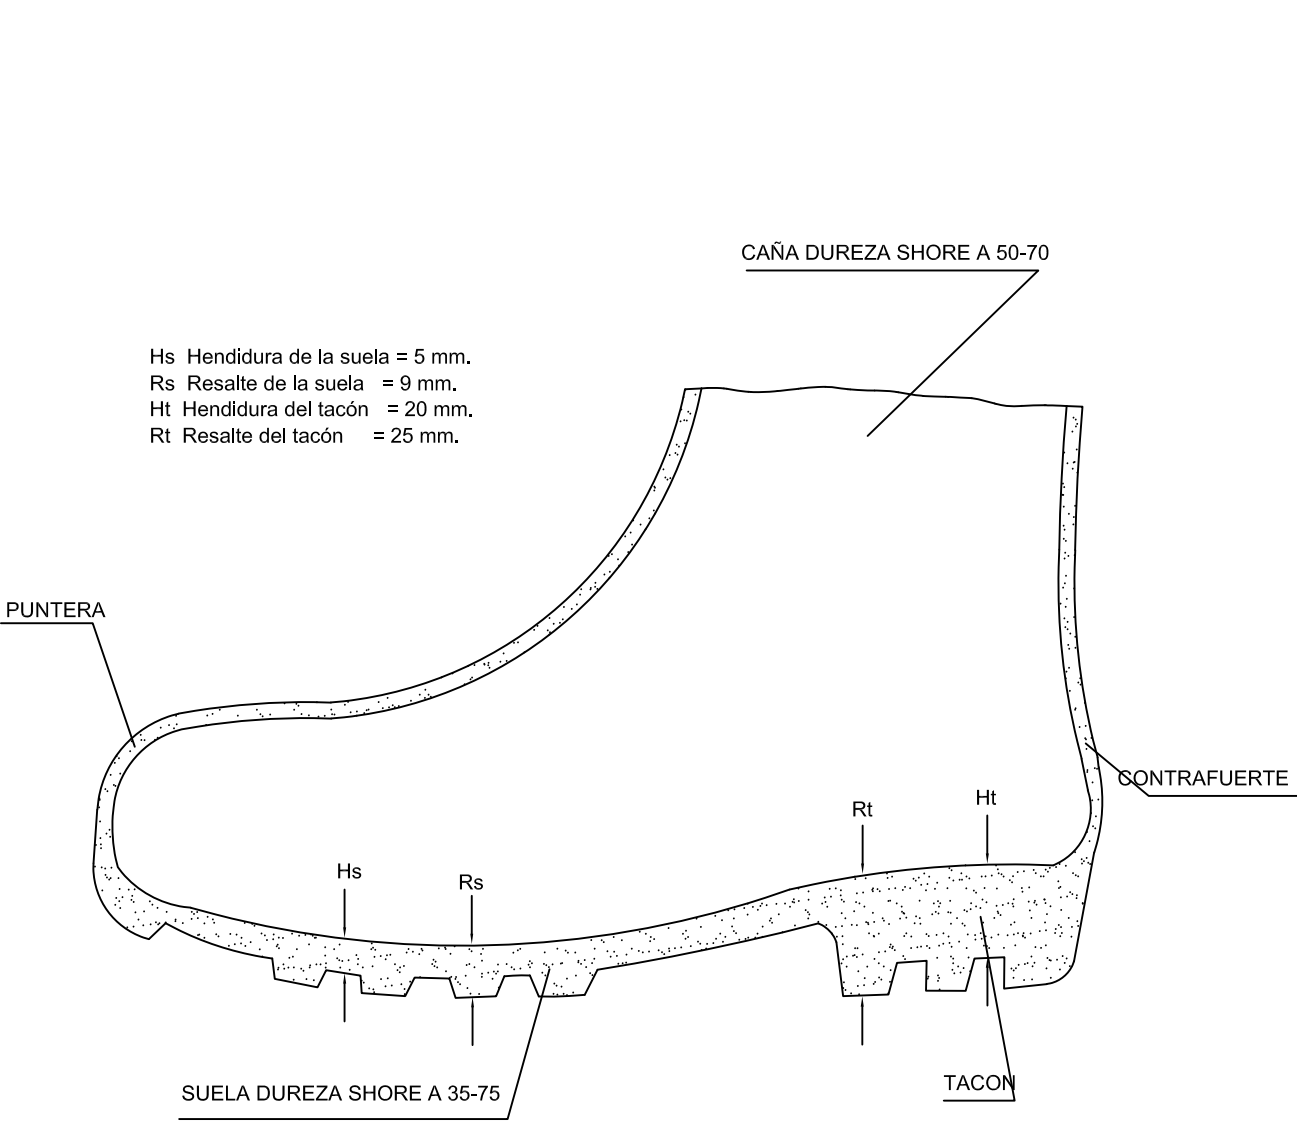 CAÑA DUREZA SHORE A 50-70
Hs Hendidura de la suela = 5 mm.
Rs Resalte de la suela = 9 mm.
Ht Hendidura del tacón = 20 mm.
Rt Resalte del tacón = 25 mm.
PUNTERA
CONTRAFUERTE
Ht
Rt
Hs
Rs
TACON
SUELA DUREZA SHORE A 35-75